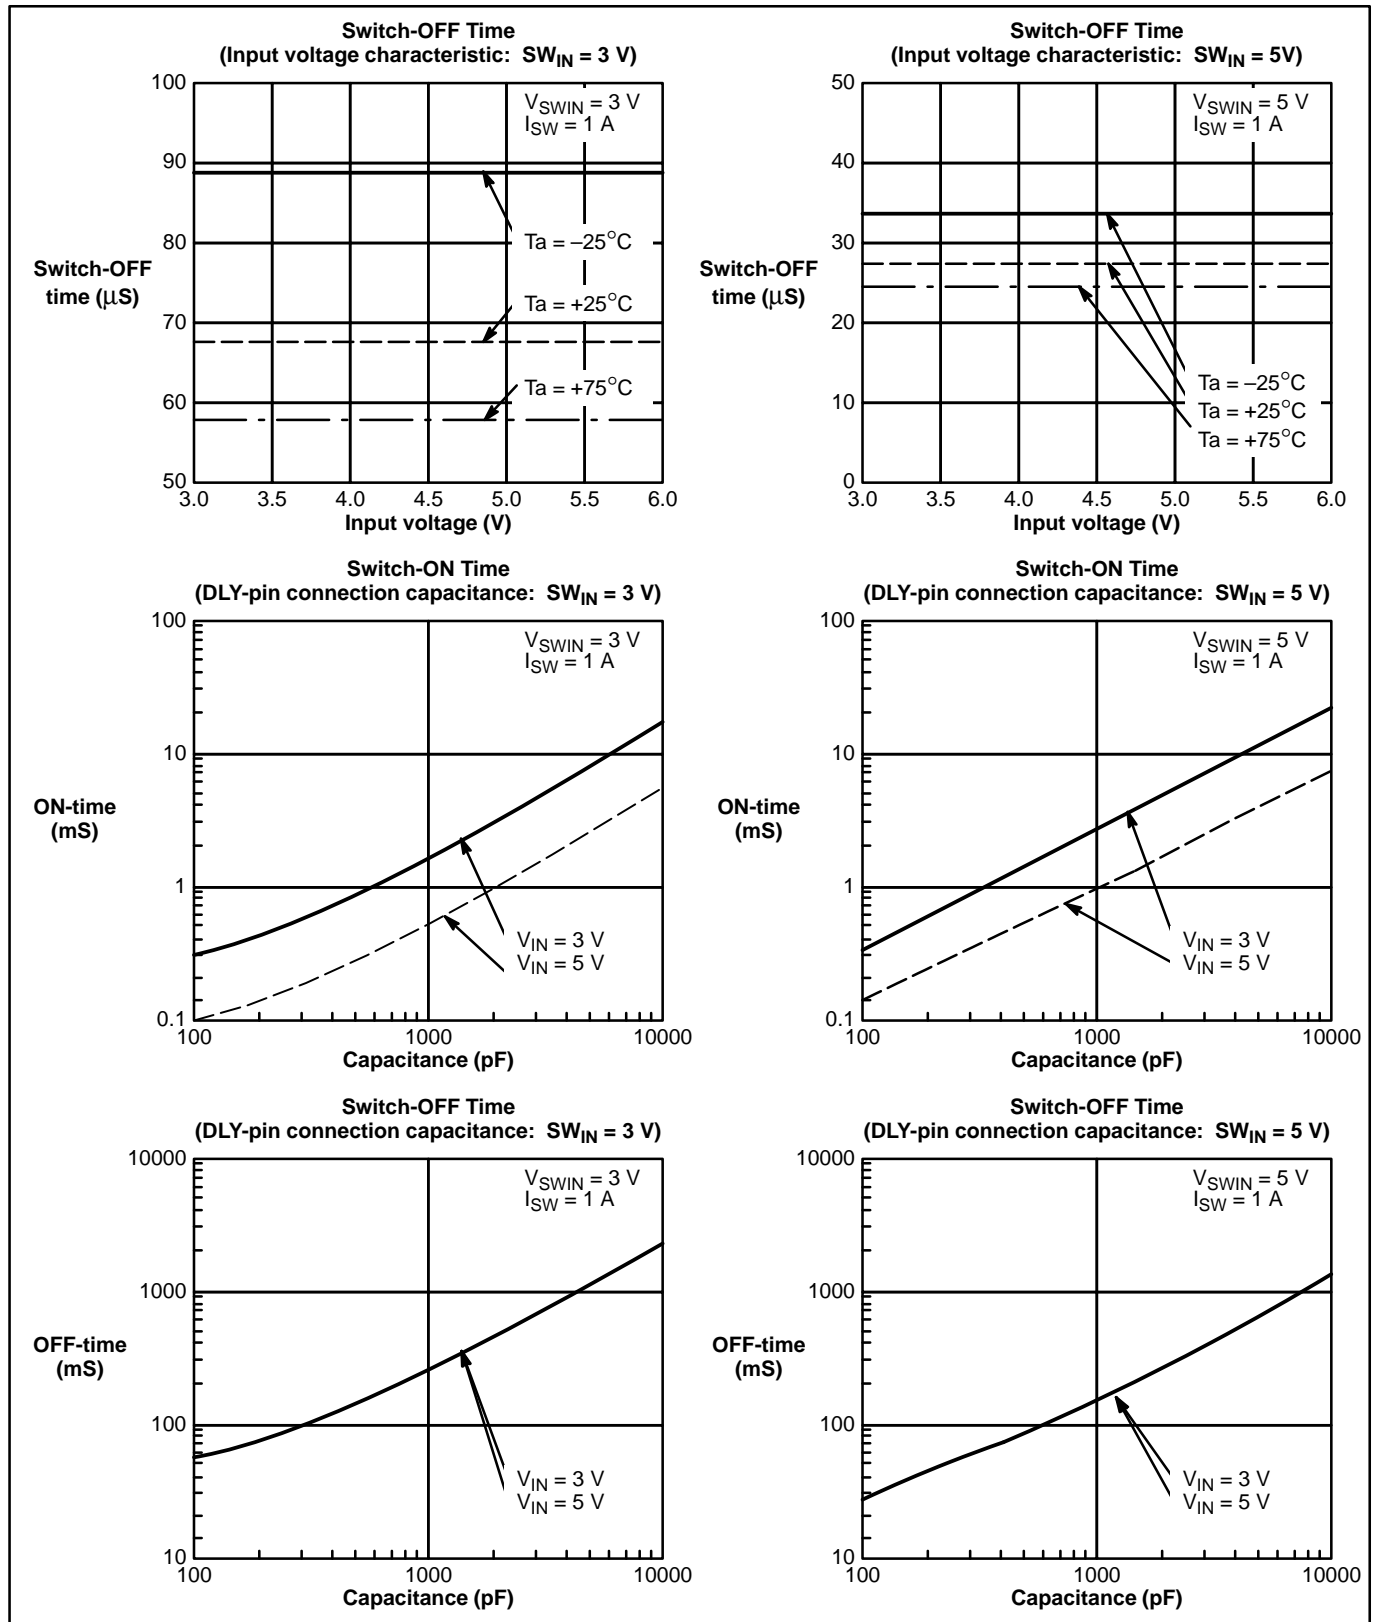 Switch-OFF Time
(Input voltage characteristic: SWIN = 3 V)
100
90
80
70
60
50
VSWIN = 3 V
ISW = 1 A
Ta = –25°C
Ta = +25°C
Ta = +75°C
Switch-OFF
time (µS)
3.0 3.5 4.0 4.5 5.0 5.5 6.0
Input voltage (V)
Switch-OFF Time
(Input voltage characteristic: SWIN = 5V)
50
40
30
20
10
0
VSWIN = 5 V
ISW = 1 A
Switch-OFF
time (µS)
Ta = –25°C
Ta = +25°C
Ta = +75°C
3.0 3.5 4.0 4.5 5.0 5.5 6.0
Input voltage (V)
Switch-ON Time
(DLY-pin connection capacitance: SWIN = 3 V)
100
10
1
0.1
VSWIN = 3 V
ISW = 1 A
ON-time
(mS)
VIN = 3 V
VIN = 5 V
100 1000 10000
Capacitance (pF)
Switch-ON Time
(DLY-pin connection capacitance: SWIN = 5 V)
100
10
1
0.1
VSWIN = 5 V
ISW = 1 A
ON-time
(mS)
VIN = 3 V
VIN = 5 V
100 1000 10000
Capacitance (pF)
Switch-OFF Time
(DLY-pin connection capacitance: SWIN = 3 V)
10000
1000
100
10
VSWIN = 3 V
ISW = 1 A
OFF-time
(mS)
VIN = 3 V
VIN = 5 V
100 1000 10000
Capacitance (pF)
Switch-OFF Time
(DLY-pin connection capacitance: SWIN = 5 V)
10000
1000
100
10
VSWIN = 5 V
ISW = 1 A
OFF-time
(mS)
VIN = 3 V
VIN = 5 V
100 1000 10000
Capacitance (pF)